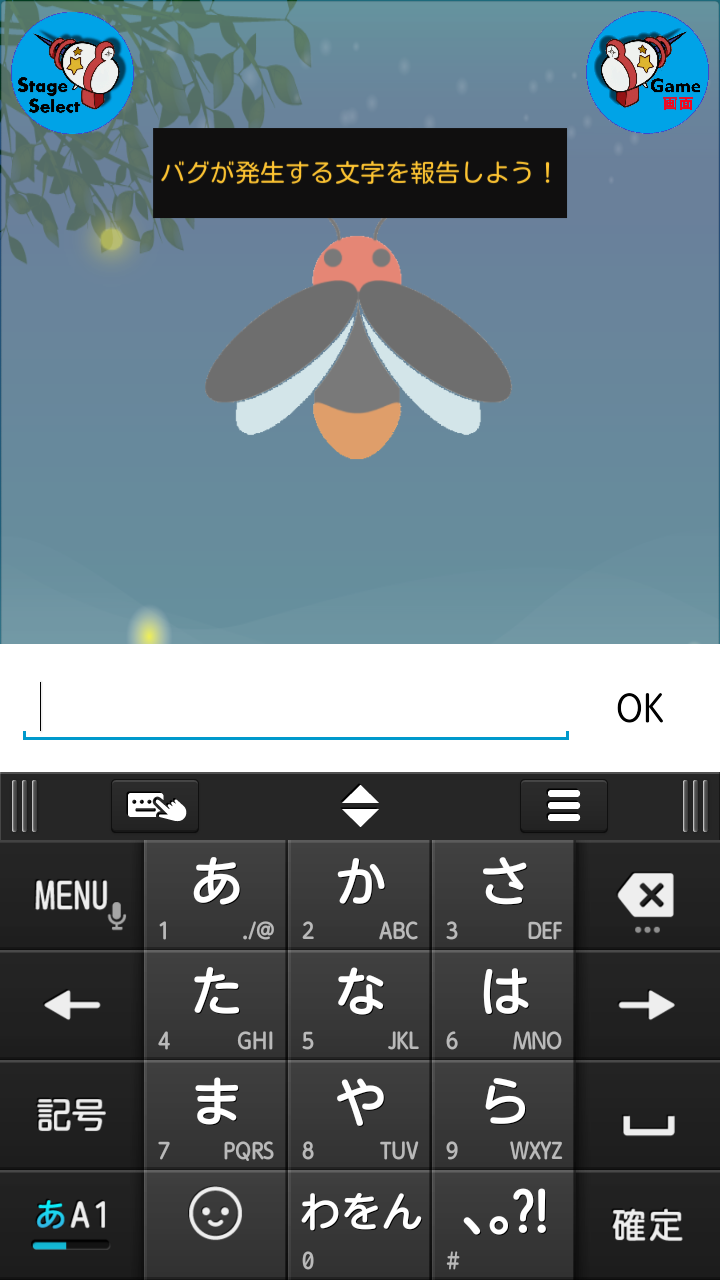 Stage
Select
Game
画面
バグが発生する文字を報告しよう！
OK
MENU
あ
1 ./@
か
2 ABC
さ
3 DEF
た
4 GHI
な
5 JKL
は
6 MNO
記号
ま
7 PQRS
や
8 TUV
ら
9 WXYZ
あA1
わをん
0
、。?!
#
確定